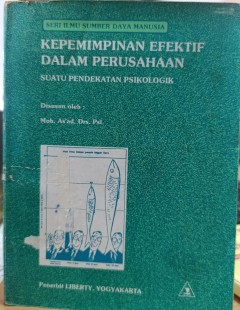 SERI ILMU SUMBER DAYA MANUSIA
KEPEMIMPINAN EFEKTIF
DALAM PERUSAHAAN
SUATU PENDEKATAN PSIKOLOGIK
Disusun oleh :
Moh. As'ad. Drs. Psi.
Penerbit LIBERTY, YOGYAKARTA